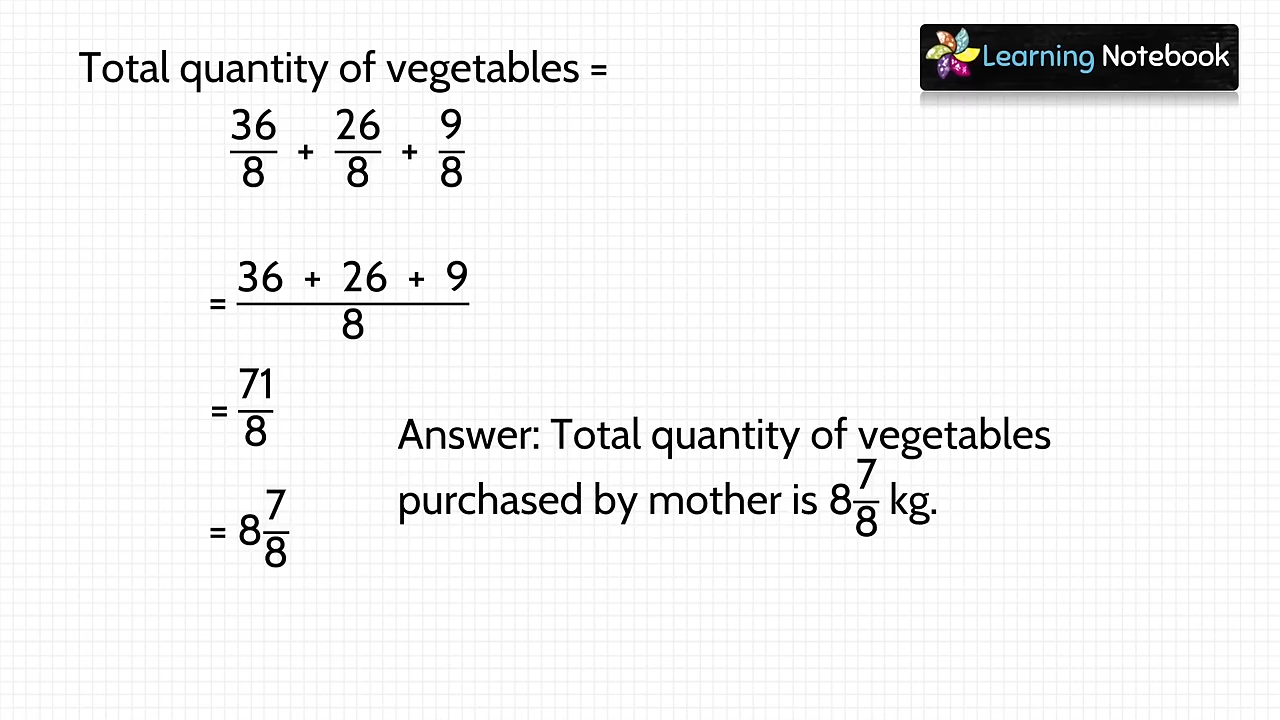 Total quantity of vegetables =
Learning Notebook
36/8 + 26/8 + 9/8
= 36 + 26 + 9 / 8
= 71/8
Answer: Total quantity of vegetables
purchased by mother is 8 7/8 kg.
= 8 7/8